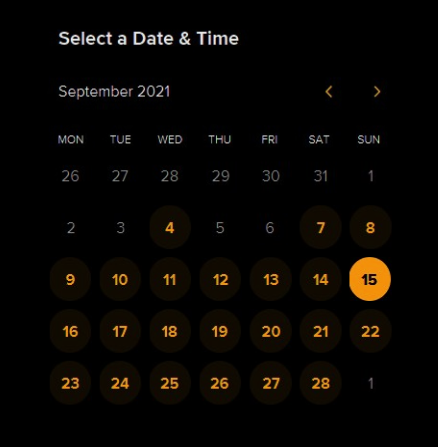 Select a Date & Time
September 2021 < >
MON TUE WED THU FRI SAT SUN
26 27 28 29 30 31 1
2 3 4 5 6 7 8
9 10 11 12 13 14 15
16 17 18 19 20 21 22
23 24 25 26 27 28 1